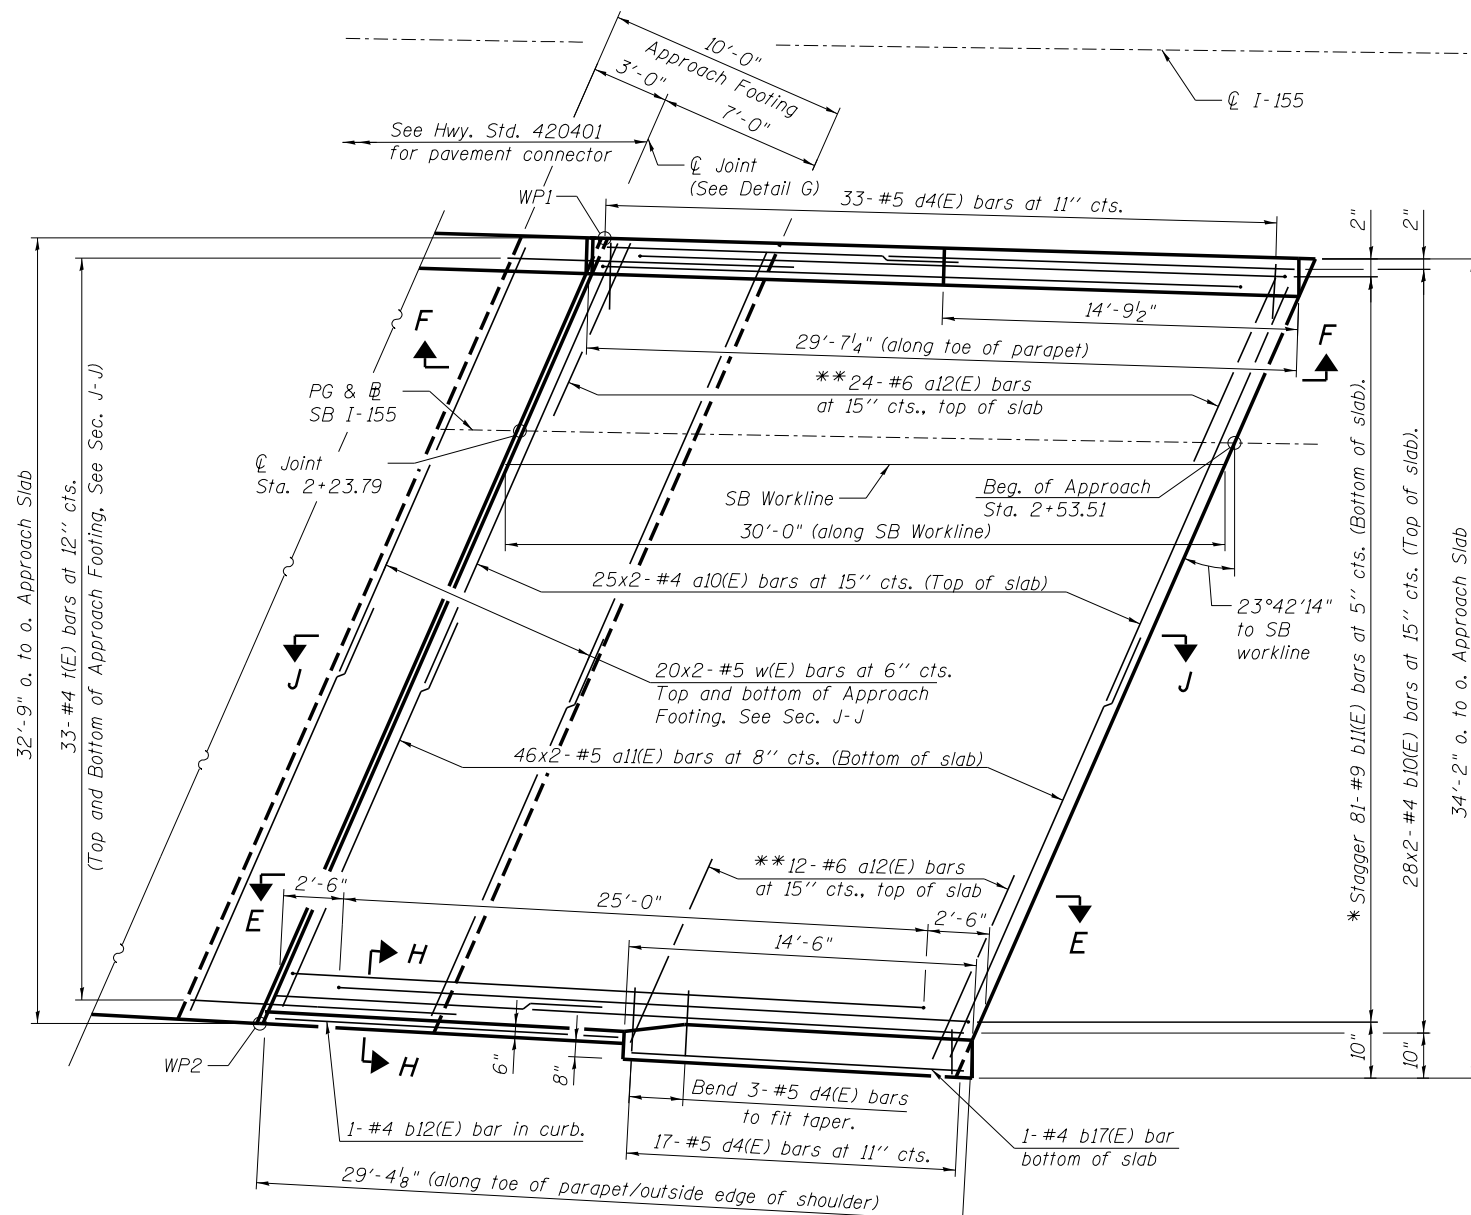 10'-0"
Approach Footing
3'-0"
7'-0"
℄ I-155
See Hwy. Std. 420401
for pavement connector
℄ Joint
(See Detail G)
WP1
33-#5 d4(E) bars at 11" cts.
2"
2"
14'-9½"
29'-7¼" (along toe of parapet)
F
F
**24-#6 a12(E) bars
at 15" cts., top of slab
PG & ⅊
SB I-155
℄ Joint
Sta. 2+23.79
SB Workline
Beg. of Approach
Sta. 2+53.51
30'-0" (along SB Workline)
25x2-#4 a10(E) bars at 15" cts. (Top of slab)
23°42'14"
to SB
workline
J
J
20x2-#5 w(E) bars at 6" cts.
Top and bottom of Approach
Footing. See Sec. J-J
46x2-#5 a11(E) bars at 8" cts. (Bottom of slab)
32'-9" o. to o. Approach Slab
33-#4 t(E) bars at 12" cts.
(Top and Bottom of Approach Footing. See Sec. J-J)
*Stagger 81-#9 b11(E) bars at 5" cts. (Bottom of slab).
28x2-#4 b10(E) bars at 15" cts. (Top of slab).
34'-2" o. to o. Approach Slab
**12-#6 a12(E) bars
at 15" cts., top of slab
2'-6"
25'-0"
2'-6"
14'-6"
E
E
H
H
WP2
6"
8"
10"
10"
Bend 3-#5 d4(E) bars
to fit taper.
1-#4 b12(E) bar in curb.
17-#5 d4(E) bars at 11" cts.
1-#4 b17(E) bar
bottom of slab
29'-4⅛" (along toe of parapet/outside edge of shoulder)